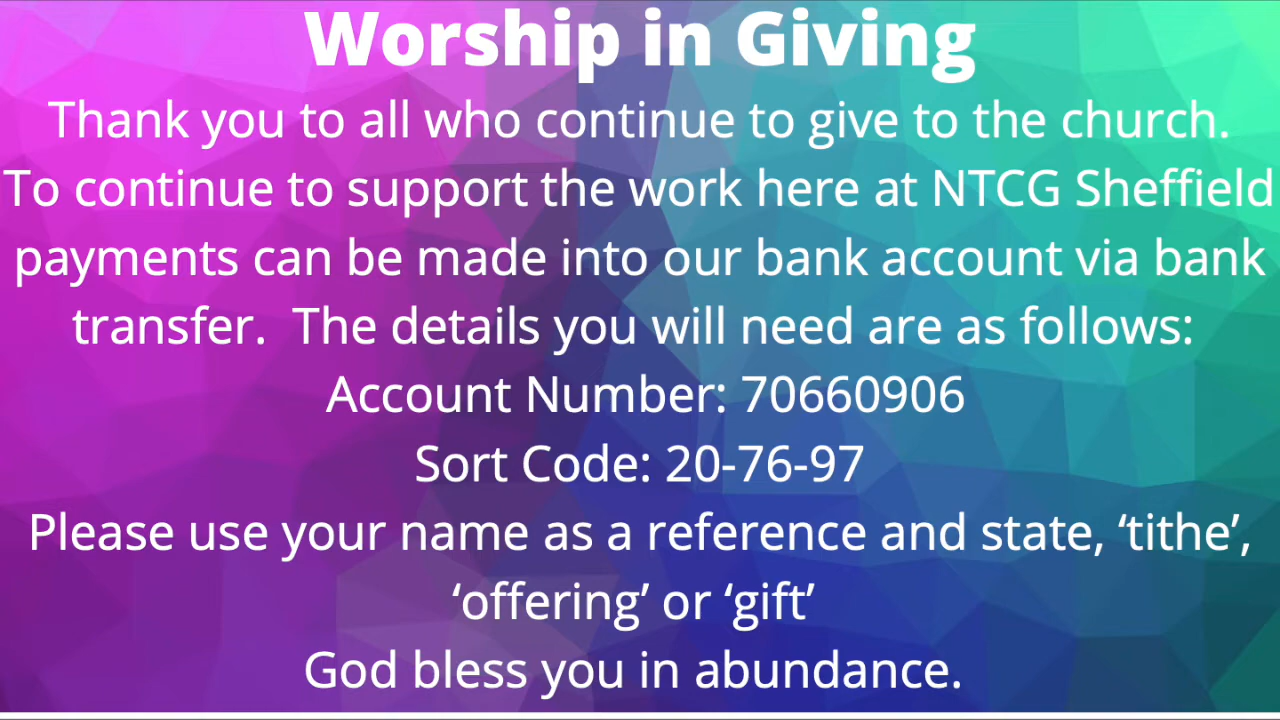 Worship in Giving
Thank you to all who continue to give to the church.
To continue to support the work here at NTCG Sheffield
payments can be made into our bank account via bank
transfer.  The details you will need are as follows:
Account Number: 70660906
Sort Code: 20-76-97
Please use your name as a reference and state, ‘tithe’,
‘offering’ or ‘gift’
God bless you in abundance.